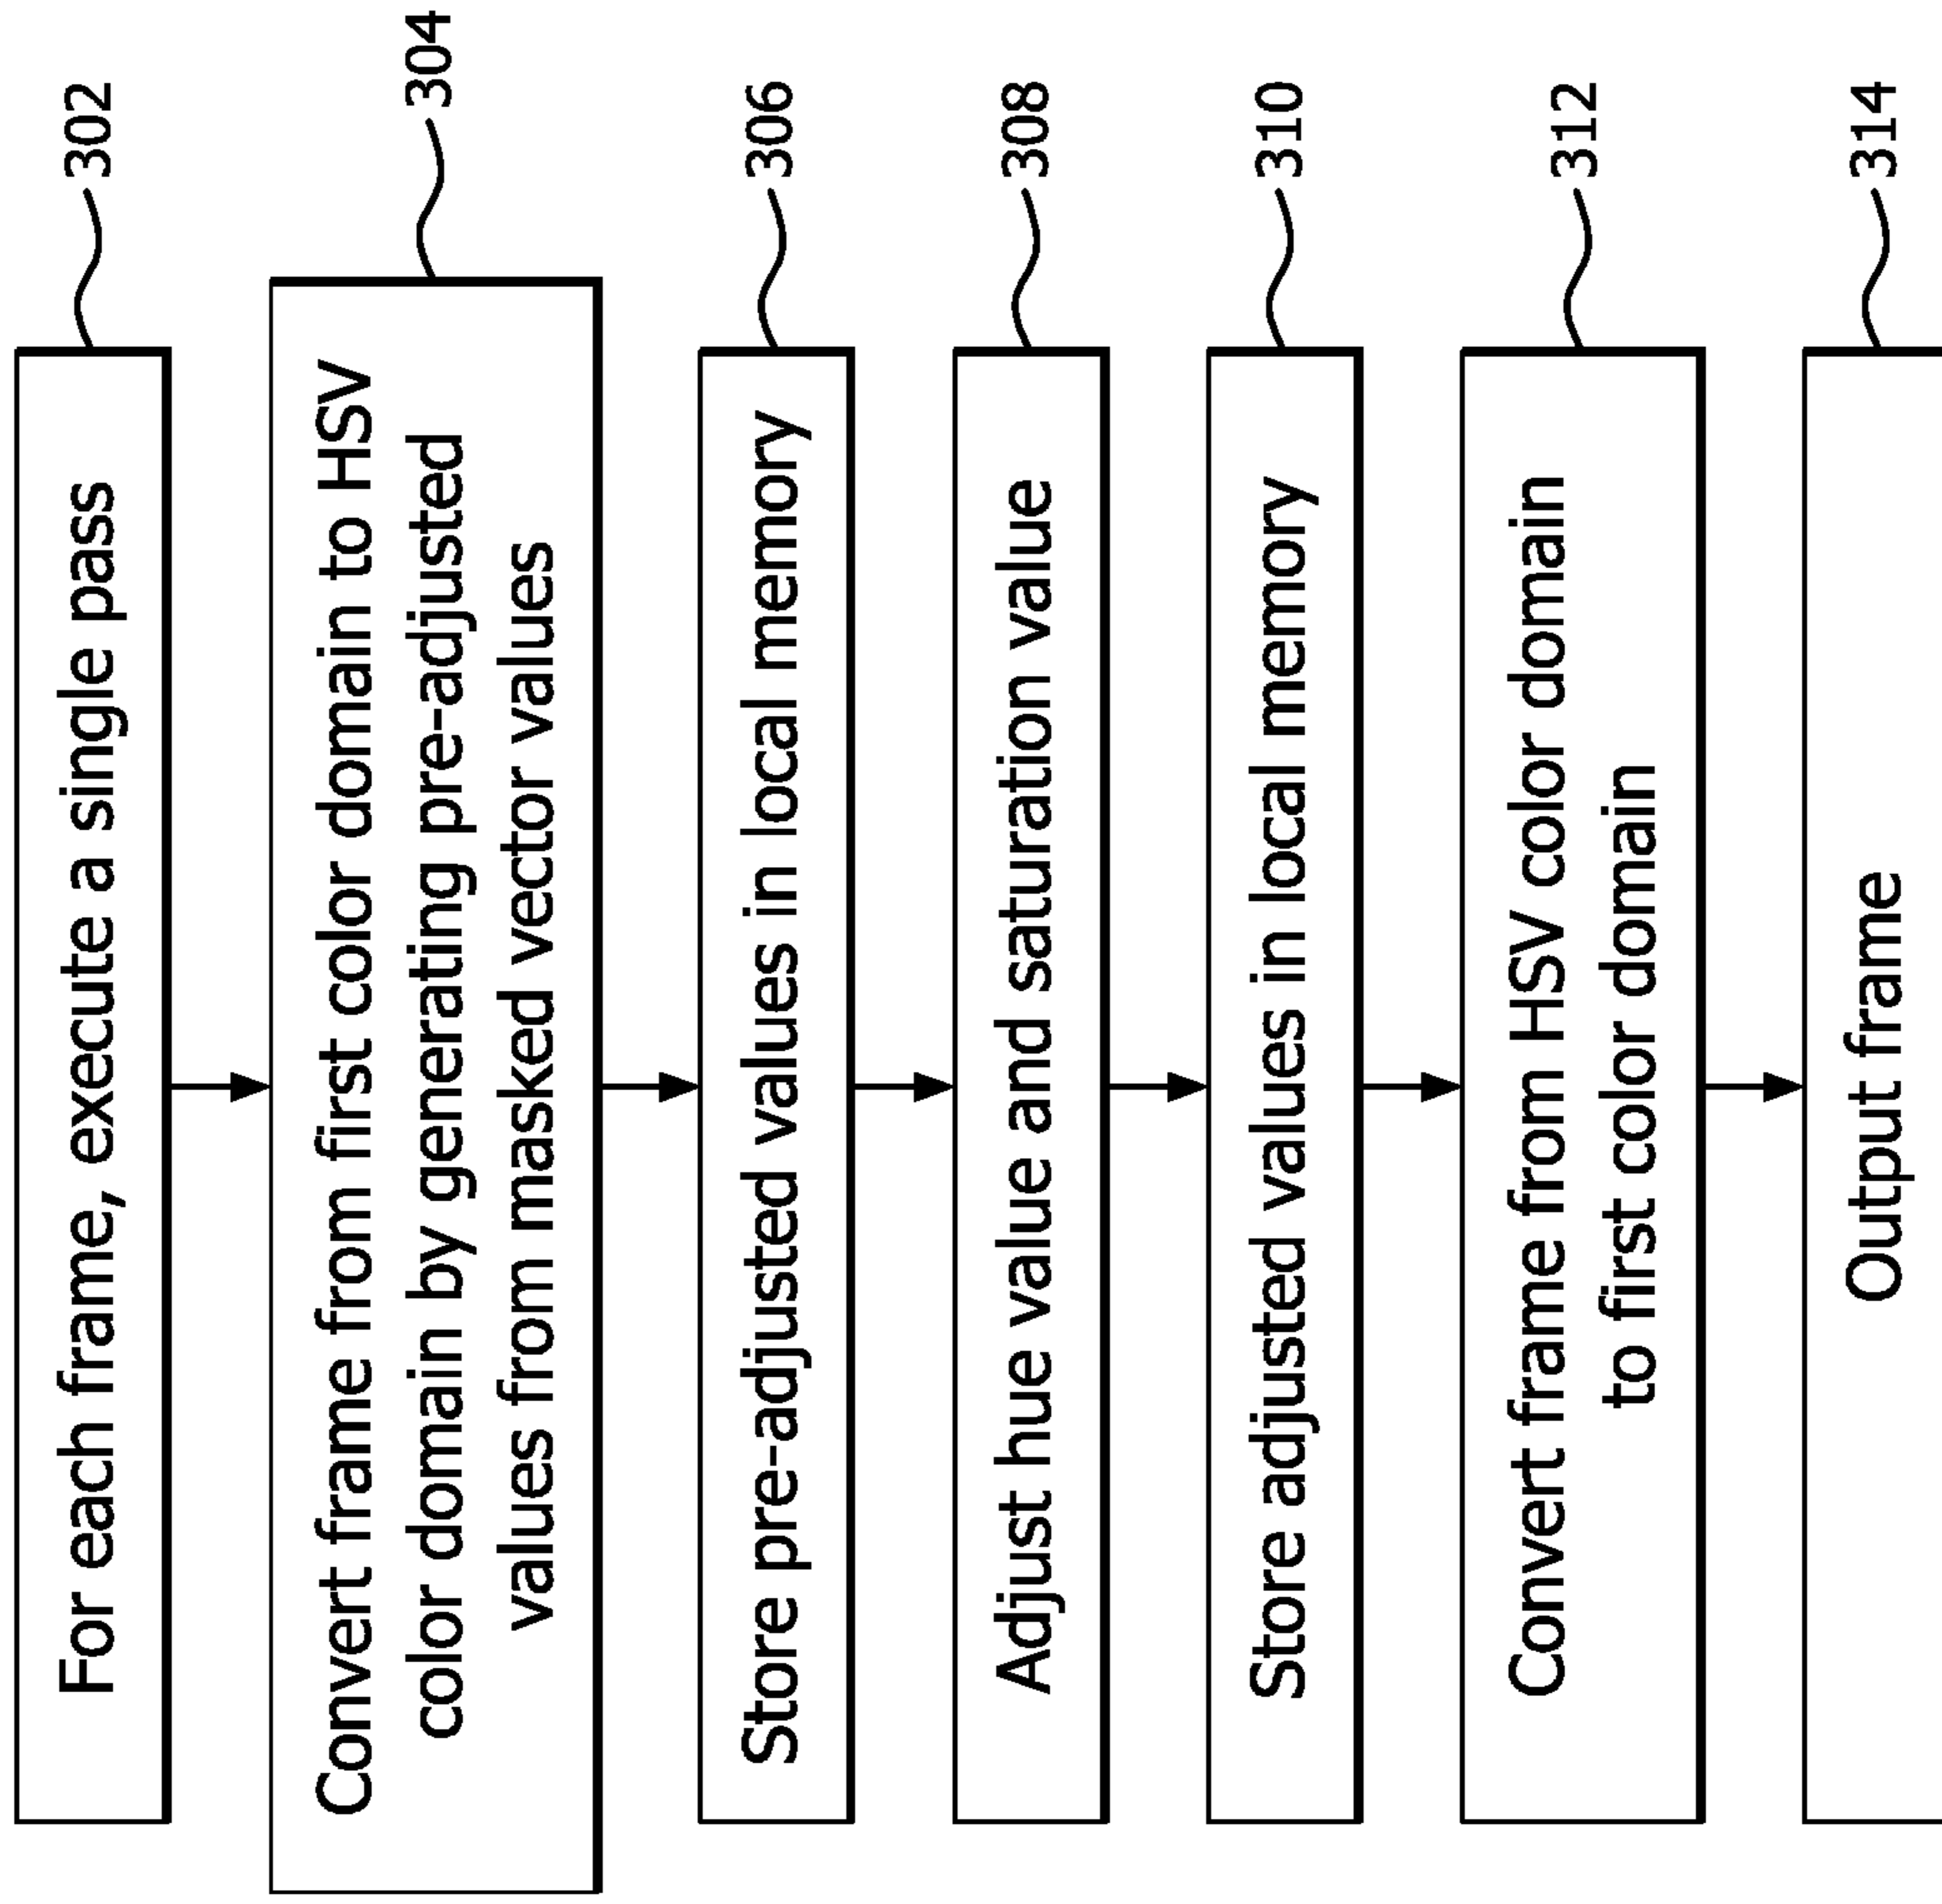 For each frame, execute a single pass
302
Convert frame from first color domain to HSV
color domain by generating pre-adjusted
values from masked vector values
304
Store pre-adjusted values in local memory
306
Adjust hue value and saturation value
308
Store adjusted values in local memory
310
Convert frame from HSV color domain
to first color domain
312
Output frame
314